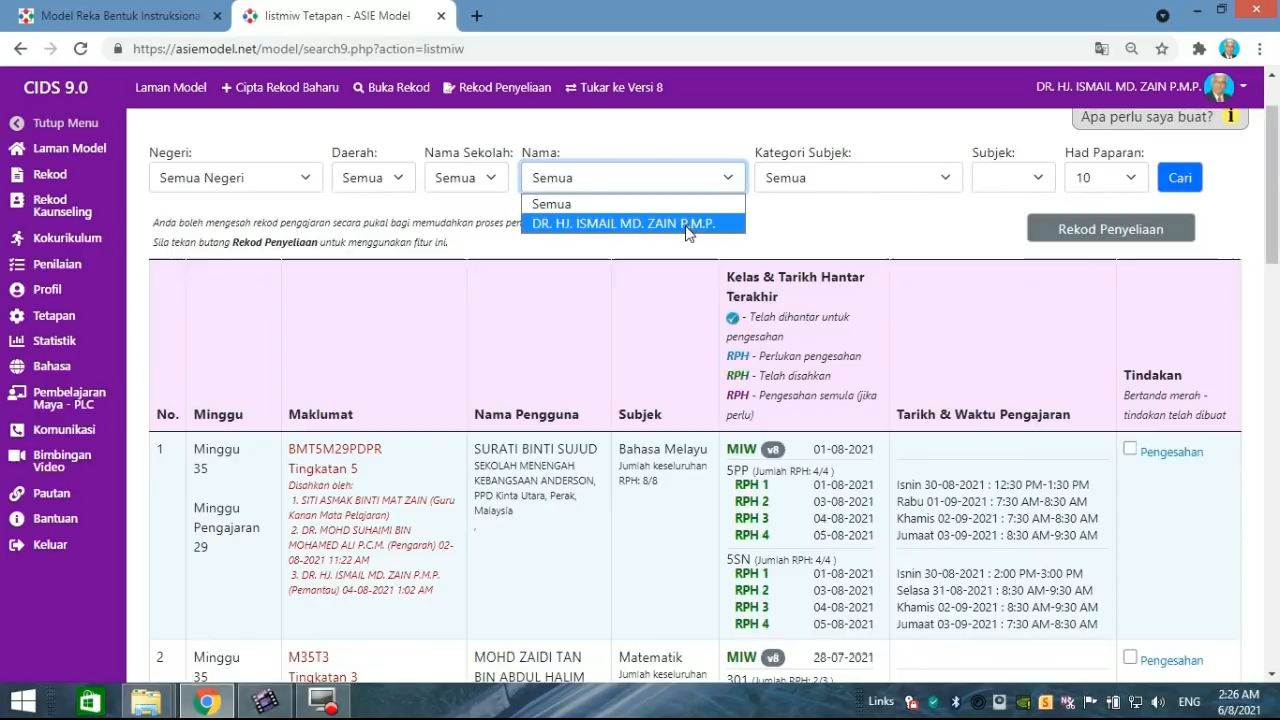 Model Reka Bentuk Instruksiona
listmiw Tetapan - ASIE Model
https://asiemodel.net/model/search9.php?action=listmiw
CIDS 9.0
Laman Model
Cipta Rekod Baharu
Buka Rekod
Rekod Penyeliaan
Tukar ke Versi 8
DR. HJ. ISMAIL MD. ZAIN P.M.P.
Tutup Menu
Laman Model
Rekod
Rekod
Kaunseling
Kokurikulum
Penilaian
Profil
Tetapan
Statistik
Bahasa
Pembelajaran
Maya - PLC
Komunikasi
Bimbingan
Video
Pautan
Bantuan
Keluar
Apa perlu saya buat?
Negeri:
Daerah:
Nama Sekolah:
Nama:
Kategori Subjek:
Subjek:
Had Paparan:
Semua Negeri
Semua
Semua
Semua
Semua
10
Cari
Semua
DR. HJ. ISMAIL MD. ZAIN P.M.P.
Anda boleh mengesah rekod pengajaran secara pukal bagi memudahkan proses pen
Sila tekan butang Rekod Penyeliaan untuk menggunakan fitur ini.
Rekod Penyeliaan
No.
Minggu
Maklumat
Nama Pengguna
Subjek
Kelas & Tarikh Hantar
Terakhir
- Telah dihantar untuk
pengesahan
RPH - Perlukan pengesahan
RPH - Telah disahkan
RPH - Pengesahan semula (jika
perlu)
Tarikh & Waktu Pengajaran
Tindakan
Bertanda merah -
tindakan telah dibuat
1
Minggu
35
Minggu
Pengajaran
29
BMT5M29PDPR
Tingkatan 5
Disahkan oleh:
1. SITI ASMAK BINTI MAT ZAIN (Guru
Kanan Mata Pelajaran)
2. DR. MOHD SUHAIMI BIN
MOHAMED ALI P.C.M. (Pengarah) 02-
08-2021 11:22 AM
3. DR. HJ. ISMAIL MD. ZAIN P.M.P.
(Pemantau) 04-08-2021 1:02 AM
SURATI BINTI SUJUD
SEKOLAH MENENGAH
KEBANGSAAN ANDERSON,
PPD Kinta Utara, Perak,
Malaysia
,
Bahasa Melayu
Jumlah keseluruhan
RPH: 8/8
MIW v8 01-08-2021
5PP (Jumlah RPH: 4/4 )
RPH 1 01-08-2021
RPH 2 03-08-2021
RPH 3 04-08-2021
RPH 4 05-08-2021
5SN (Jumlah RPH: 4/4 )
RPH 1 01-08-2021
RPH 2 03-08-2021
RPH 3 04-08-2021
RPH 4 05-08-2021
Isnin 30-08-2021 : 12:30 PM-1:30 PM
Rabu 01-09-2021 : 7:30 AM-8:30 AM
Khamis 02-09-2021 : 7:30 AM-8:30 AM
Jumaat 03-09-2021 : 8:30 AM-9:30 AM
Isnin 30-08-2021 : 2:00 PM-3:00 PM
Selasa 31-08-2021 : 8:30 AM-9:30 AM
Khamis 02-09-2021 : 8:30 AM-9:30 AM
Jumaat 03-09-2021 : 7:30 AM-8:30 AM
Pengesahan
2
Minggu
35
M35T3
Tingkatan 3
MOHD ZAIDI TAN
BIN ABDUL HALIM
Matematik
Jumlah keseluruhan
MIW v8 28-07-2021
301 (Jumlah RPH: 2/3 )
Pengesahan
Links
ENG
2:26 AM
6/8/2021